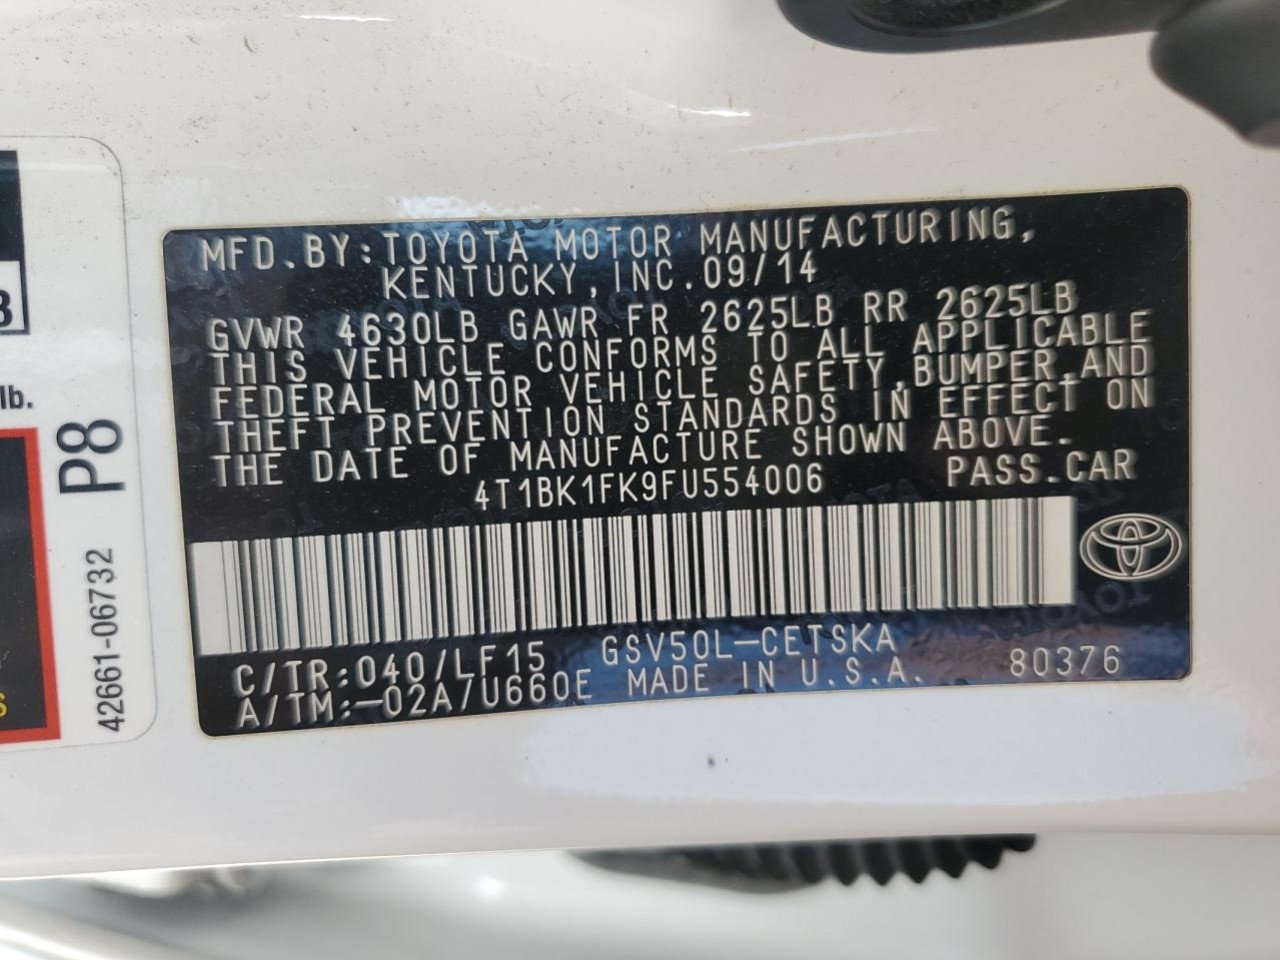 MFD.BY:TOYOTA MOTOR MANUFACTURING,
KENTUCKY, INC.09/14
GVWR 4630LB GAWR FR 2625LB RR 2625LB
THIS VEHICLE CONFORMS TO ALL APPLICABLE
FEDERAL MOTOR VEHICLE SAFETY,BUMPER,AND
THEFT PREVENTION STANDARDS IN EFFECT ON
THE DATE OF MANUFACTURE SHOWN ABOVE.
4T1BK1FK9FU554006 PASS.CAR
C/TR:040/LF15 GSV50L-CETSKA
A/TM:-02A/U660E MADE IN U.S.A. 80376
lb.
P8
42661-06732